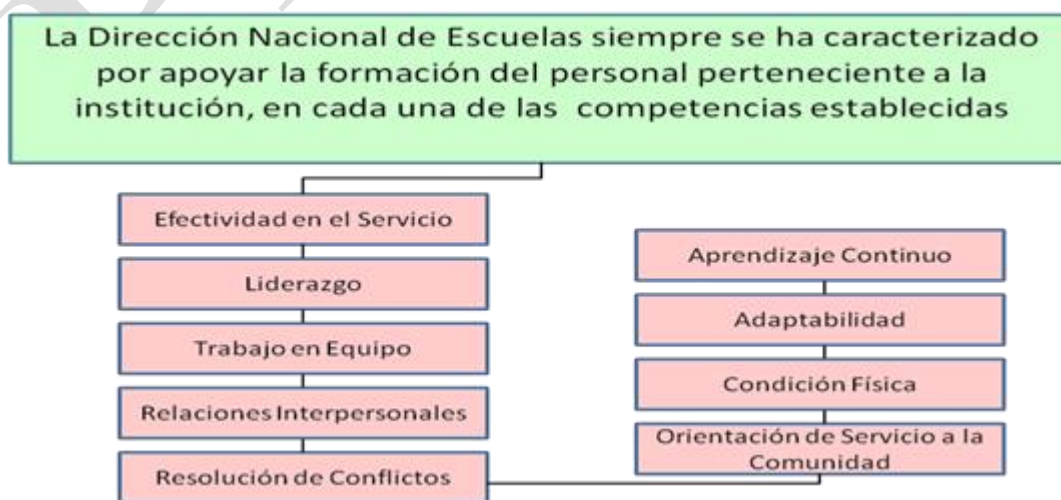 La Dirección Nacional de Escuelas siempre se ha caracterizado
por apoyar la formación del personal perteneciente a la
institución, en cada una de las competencias establecidas
Efectividad en el Servicio
Liderazgo
Trabajo en Equipo
Relaciones Interpersonales
Resolución de Conflictos
Aprendizaje Continuo
Adaptabilidad
Condición Física
Orientación de Servicio a la
Comunidad